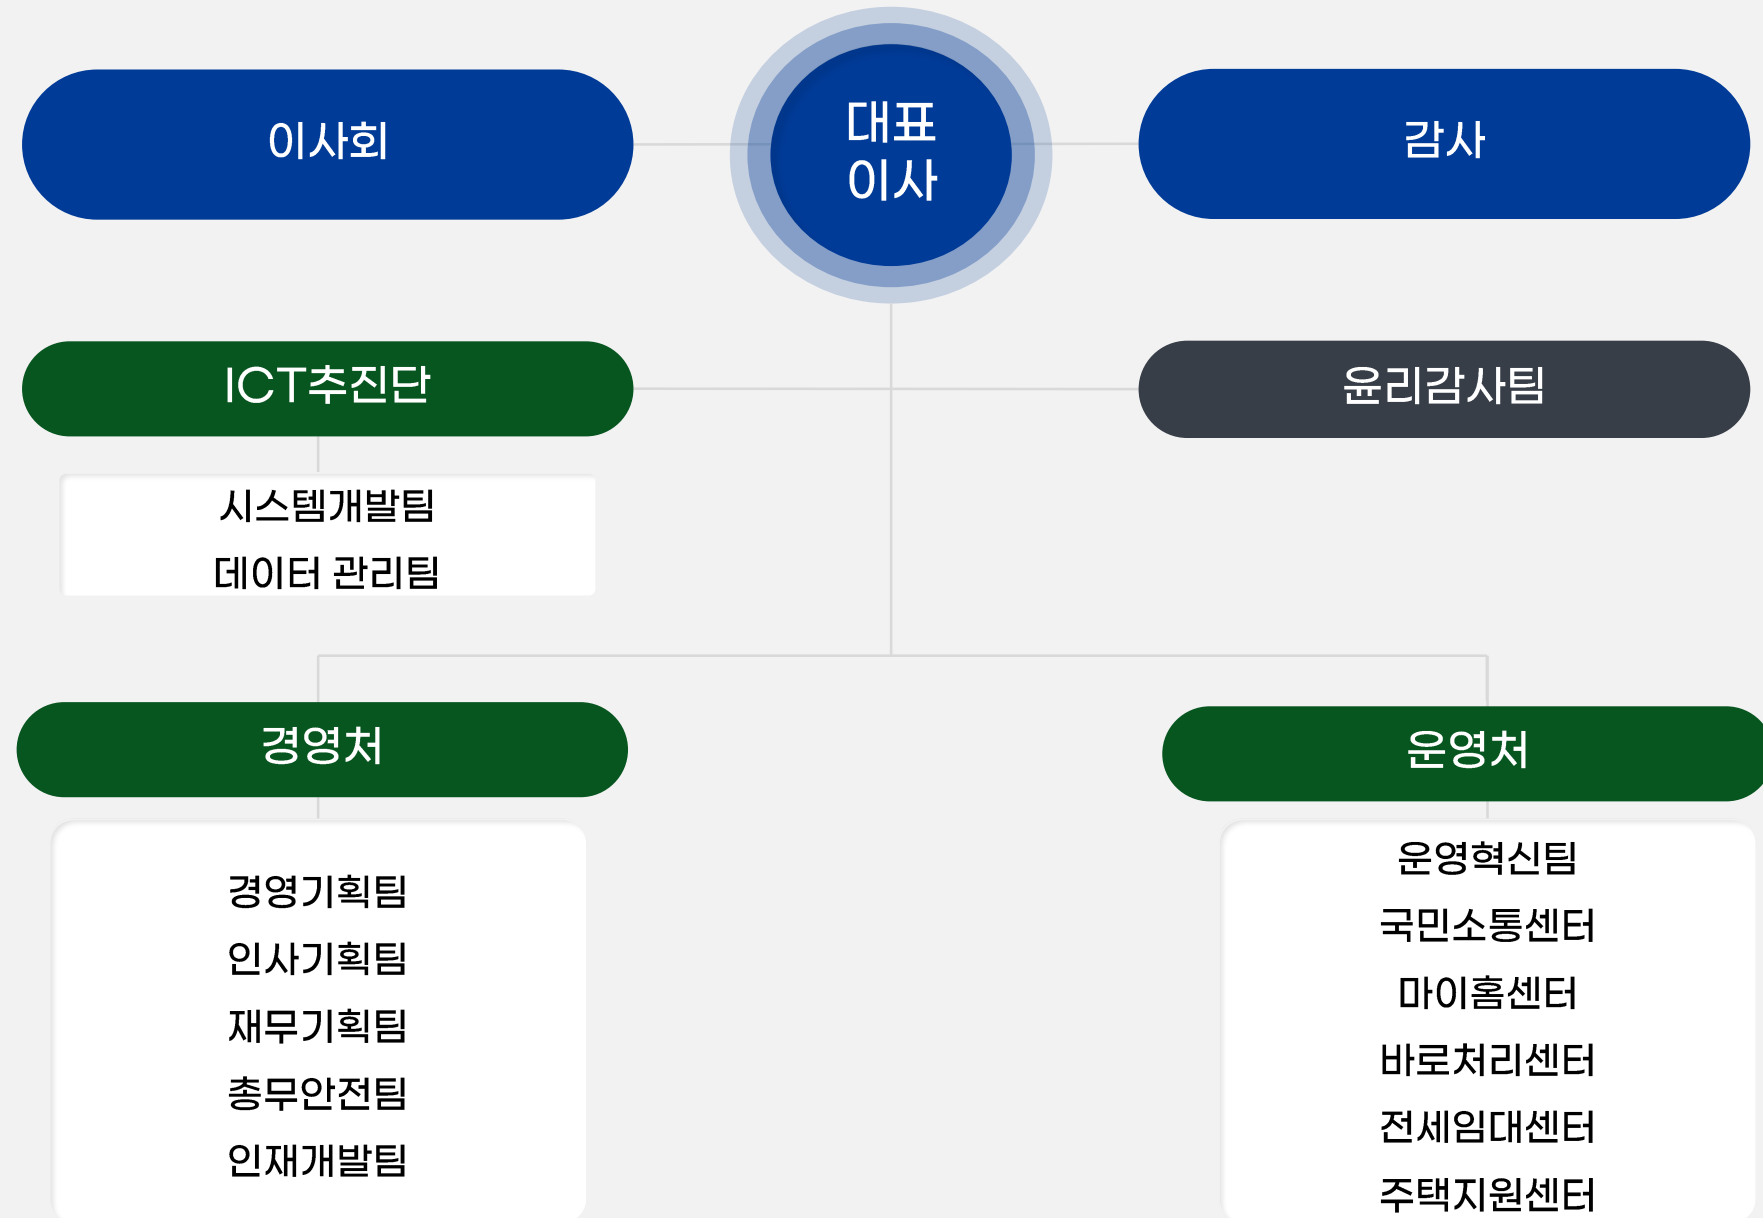 이사회
대표
이사
감사
ICT추진단
윤리감사팀
시스템개발팀
데이터 관리팀
경영처
운영처
경영기획팀
인사기획팀
재무기획팀
총무안전팀
인재개발팀
운영혁신팀
국민소통센터
마이홈센터
바로처리센터
전세임대센터
주택지원센터